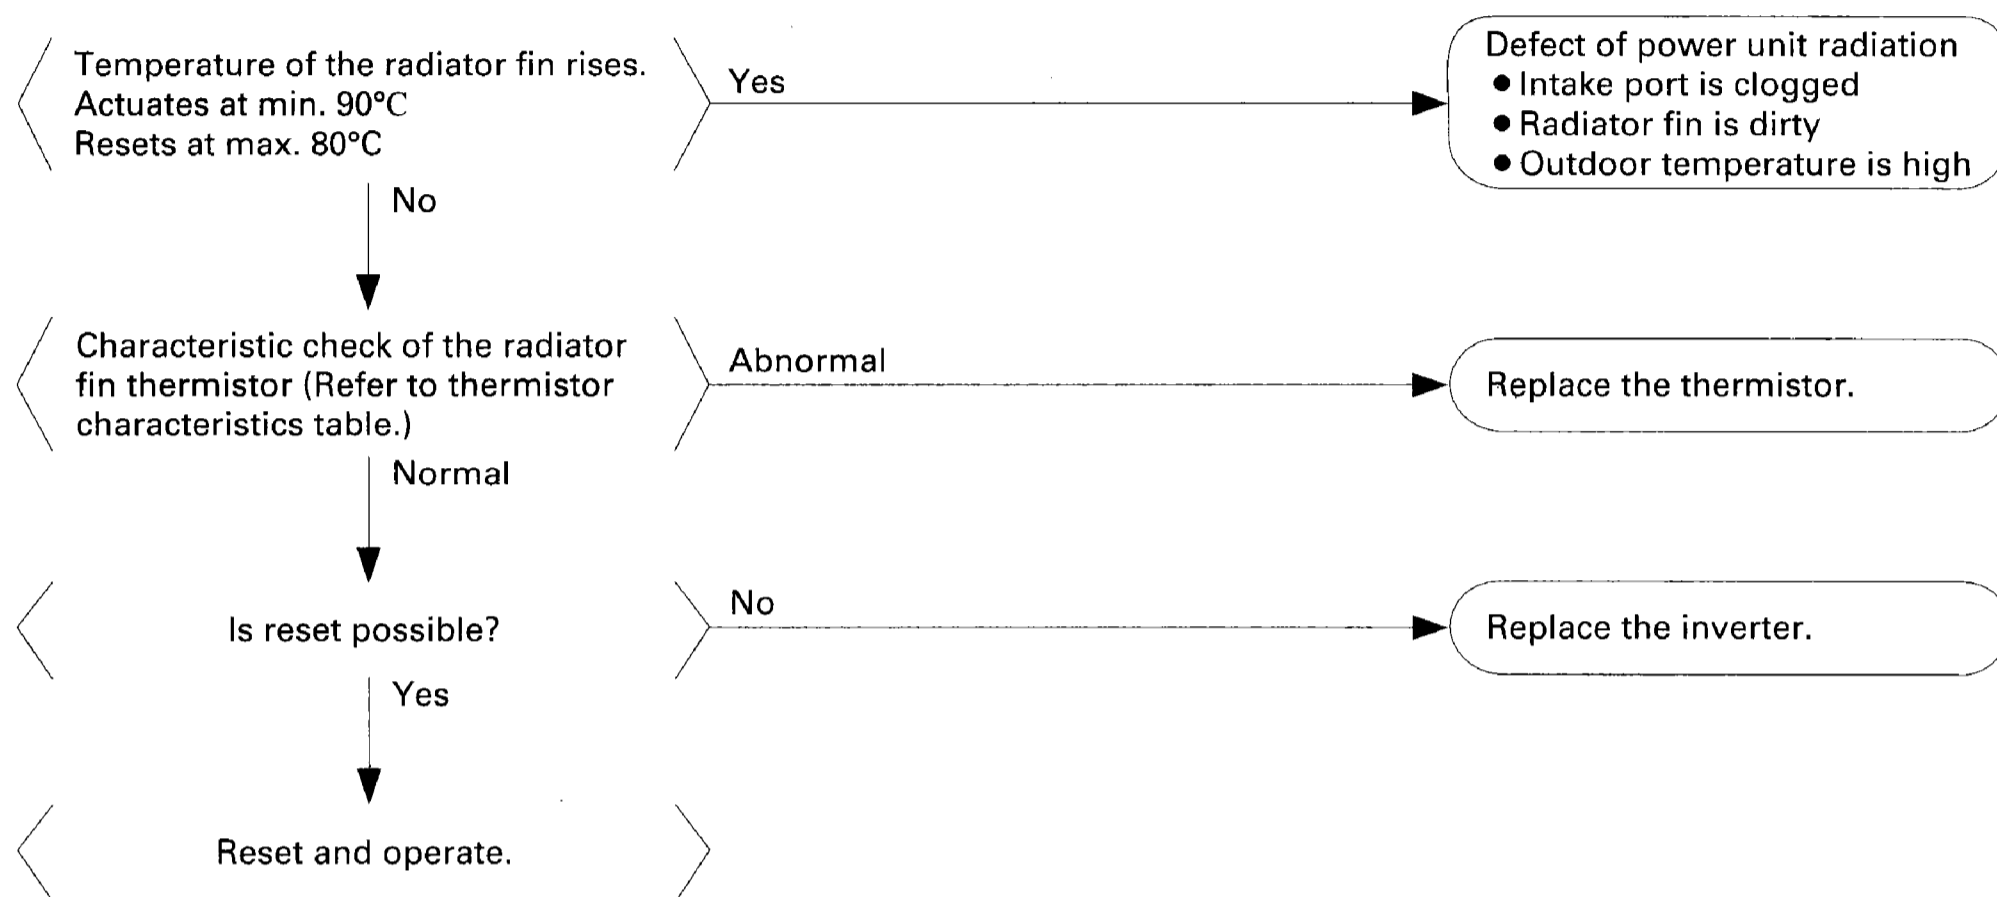 Temperature of the radiator fin rises.
Actuates at min. 90°C
Resets at max. 80°C
Yes
Defect of power unit radiation
● Intake port is clogged
● Radiator fin is dirty
● Outdoor temperature is high
No
Characteristic check of the radiator
fin thermistor (Refer to thermistor
characteristics table.)
Abnormal
Replace the thermistor.
Normal
Is reset possible?
No
Replace the inverter.
Yes
Reset and operate.